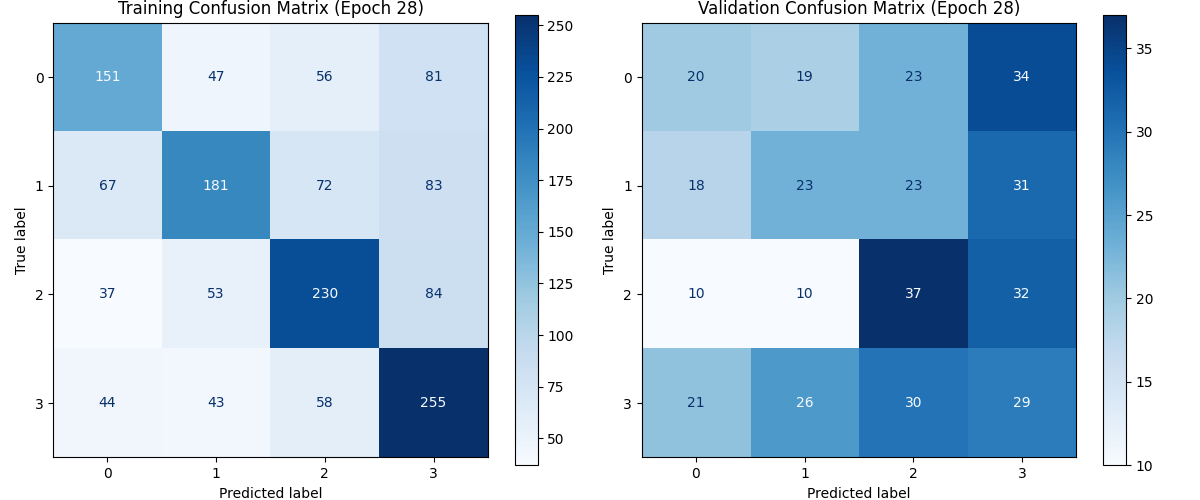 Training Confusion Matrix (Epoch 28)
True label
0 151 47 56 81
1 67 181 72 83
2 37 53 230 84
3 44 43 58 255
0 1 2 3
Predicted label
250
225
200
175
150
125
100
75
50
Validation Confusion Matrix (Epoch 28)
True label
0 20 19 23 34
1 18 23 23 31
2 10 10 37 32
3 21 26 30 29
0 1 2 3
Predicted label
35
30
25
20
15
10